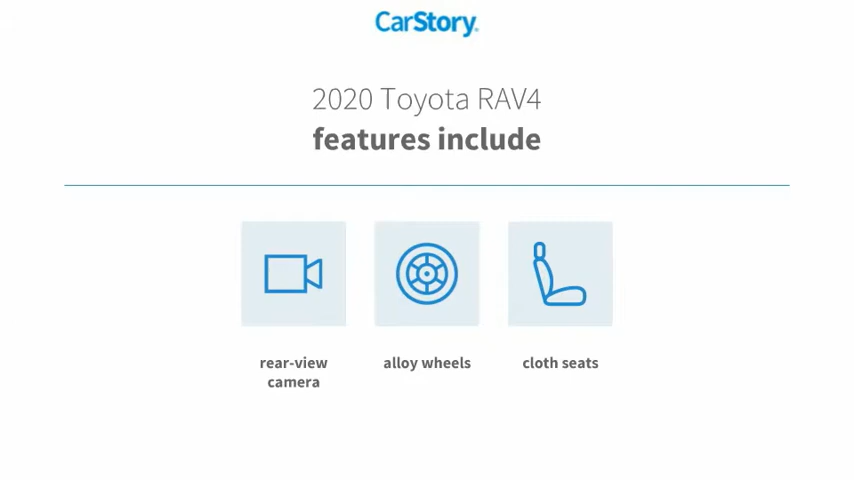 CarStory
2020 Toyota RAV4
features include
rear-view
camera
alloy wheels
cloth seats